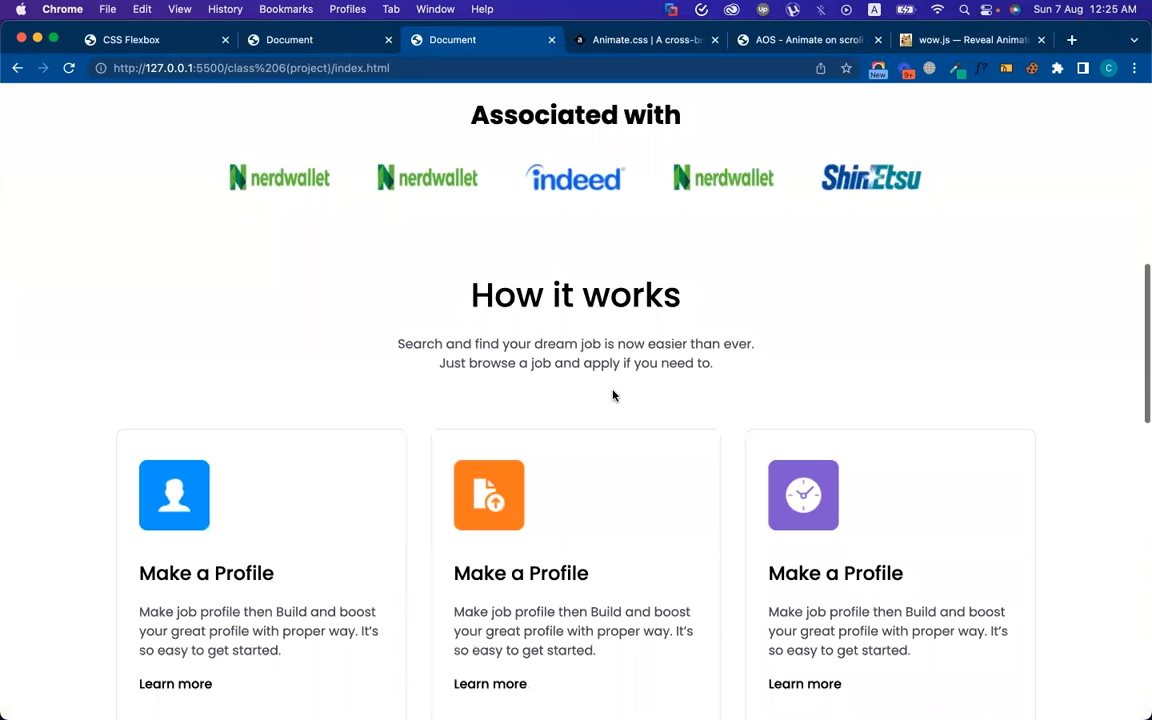 Chrome File Edit View History Bookmarks Profiles Tab Window Help Up A Sun 7 Aug 12:25 AM
CSS Flexbox Document Document Animate.css | A cross-b AOS - Animate on scrol wow.js — Reveal Animat
http://127.0.0.1:5500/class%206(project)/index.html New 9+ f? C
Associated with
nerdwallet nerdwallet indeed nerdwallet ShinEtsu
How it works
Search and find your dream job is now easier than ever.
Just browse a job and apply if you need to.
Make a Profile Make a Profile Make a Profile
Make job profile then Build and boost Make job profile then Build and boost Make job profile then Build and boost
your great profile with proper way. It's your great profile with proper way. It's your great profile with proper way. It's
so easy to get started. so easy to get started. so easy to get started.
Learn more Learn more Learn more